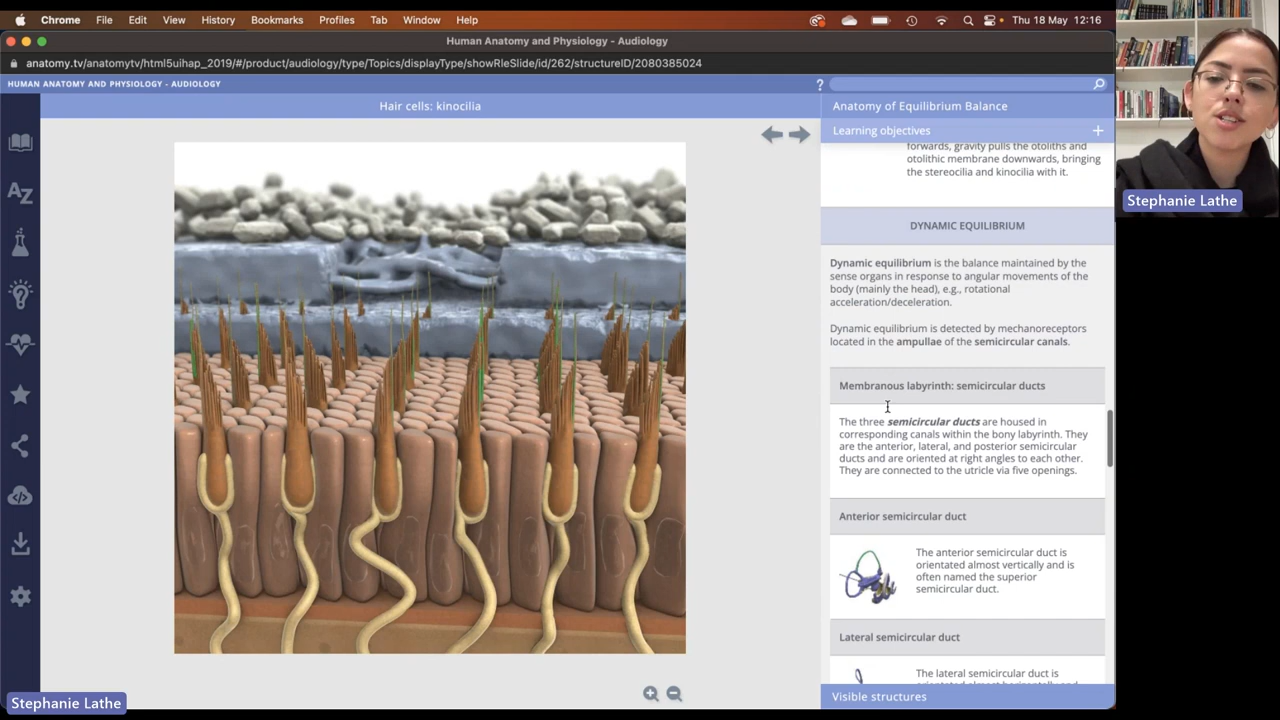 Chrome File Edit View History Bookmarks Profiles Tab Window Help
Thu 18 May 12:16
Human Anatomy and Physiology - Audiology
anatomy.tv/anatomytv/html5uihap_2019/#/product/audiology/type/Topics/displayType/showRleSlide/id/262/structureID/2080385024
HUMAN ANATOMY AND PHYSIOLOGY - AUDIOLOGY
?
Hair cells: kinocilia
Anatomy of Equilibrium Balance
Learning objectives +
forwards, gravity pulls the otoliths and
otolithic membrane downwards, bringing
the stereocilia and kinocilia with it.
DYNAMIC EQUILIBRIUM
Dynamic equilibrium is the balance maintained by the
sense organs in response to angular movements of the
body (mainly the head), e.g., rotational
acceleration/deceleration.
Dynamic equilibrium is detected by mechanoreceptors
located in the ampullae of the semicircular canals.
Membranous labyrinth: semicircular ducts
The three semicircular ducts are housed in
corresponding canals within the bony labyrinth. They
are the anterior, lateral, and posterior semicircular
ducts and are oriented at right angles to each other.
They are connected to the utricle via five openings.
Anterior semicircular duct
The anterior semicircular duct is
orientated almost vertically and is
often named the superior
semicircular duct.
Lateral semicircular duct
The lateral semicircular duct is
orientated almost horizontally and
Visible structures
AZ
Stephanie Lathe
Stephanie Lathe